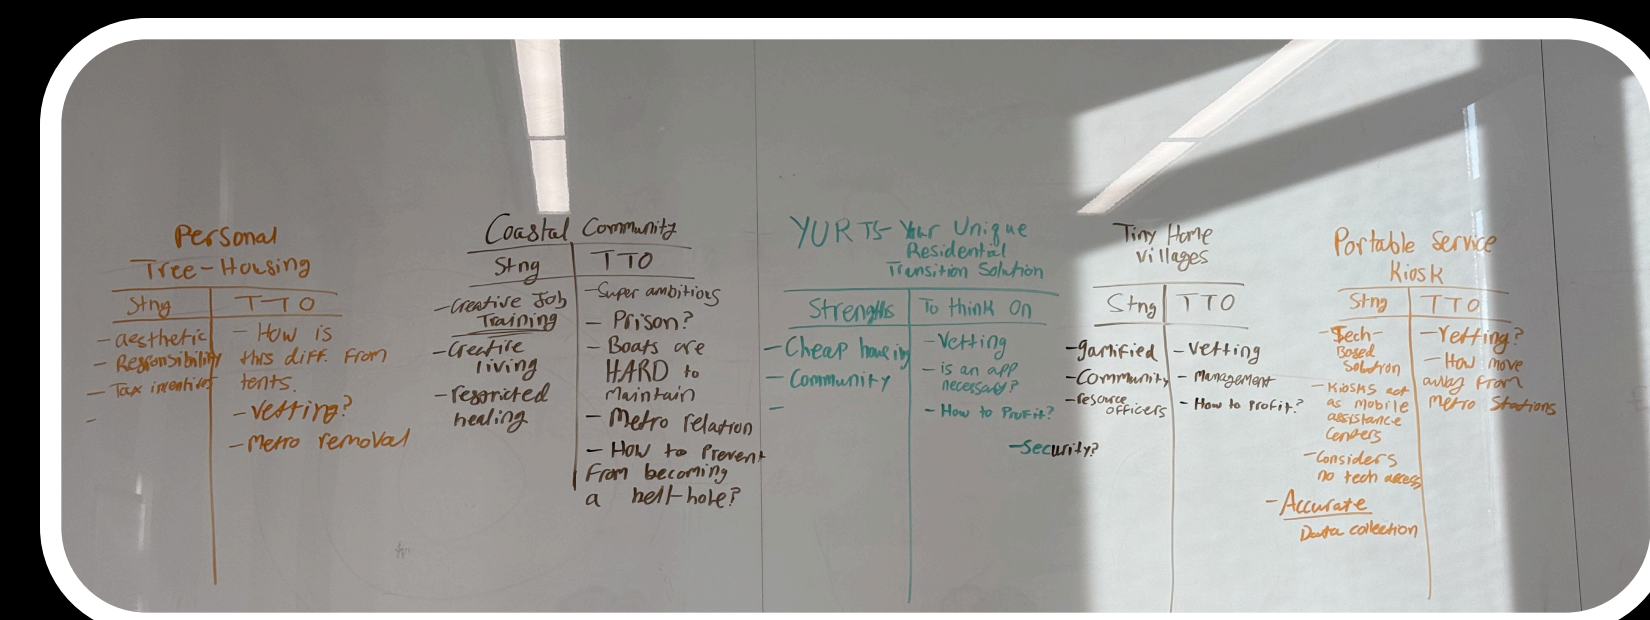 Personal
Tree-Housing
Stng
TTO
- aesthetic
- Responsibility
- Tax incentives
-
- How is
this diff. from
tents.
- Vetting?
- Metro removal
Coastal Community
Stng
TTO
- Creative Job
Training
- Creative
living
- restricted
healing
- Super ambitious
- Prison?
- Boats are
HARD to
Maintain
- Metro relation
- How to Prevent
from becoming
a hell-hole?
YURTS- Your Unique
Residential
Transition Solution
Strengths
To think On
- Cheap housing
- Community
-
- Vetting
- is an app
necessary?
- How to Profit?
- Security?
Tiny Home
Villages
Stng
TTO
- gamified
- Community
- resource
officers
- Vetting
- Management
- How to profit?
Portable Service
Kiosk
Stng
TTO
- Tech-
Based
Solution
- Kiosks act
as mobile
assistance
Centers
- Considers
no tech access
- Accurate
Data collection
- Vetting?
- How move
away from
Metro Stations